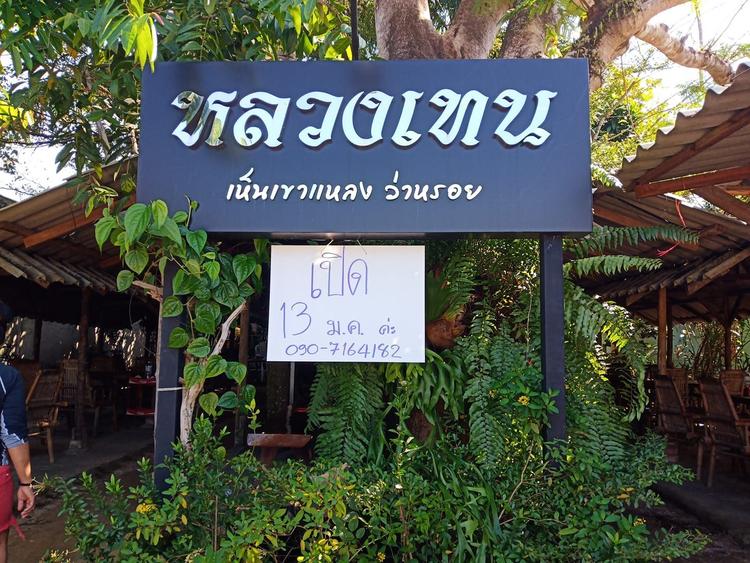 หลวงเทน
เห็นเขาแหลง ว่าหรอย
เปิด
13 ม.ค. ค่ะ
090-7164182